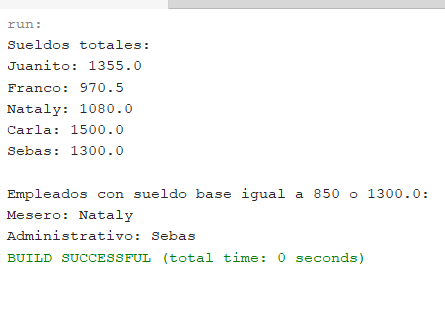 run:
Sueldos totales:
Juanito: 1355.0
Franco: 970.5
Nataly: 1080.0
Carla: 1500.0
Sebas: 1300.0
Empleados con sueldo base igual a 850 o 1300.0:
Mesero: Nataly
Administrativo: Sebas
BUILD SUCCESSFUL (total time: 0 seconds)